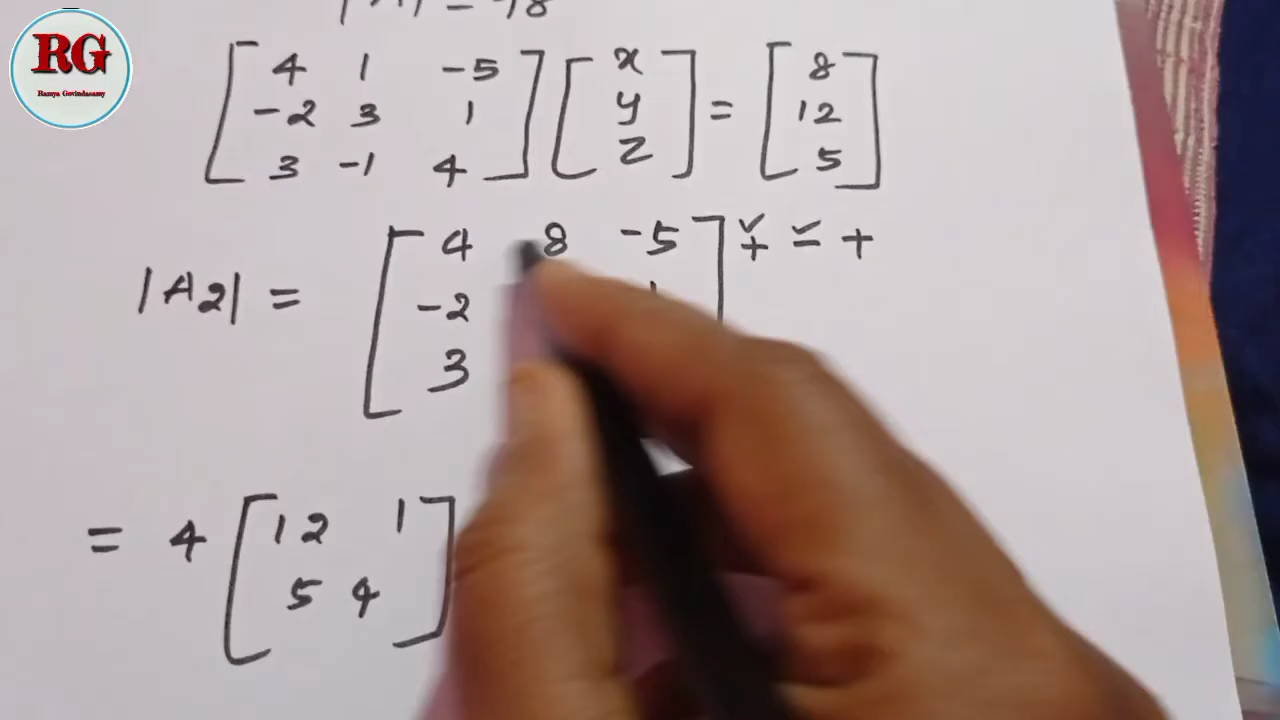 RG
Ramya Govindasamy
4 1 -5 x 8
-2 3 1 y = 12
3 -1 4 z 5
4 8 -5 + - +
|A2| = -2
3
= 4 12 1
5 4